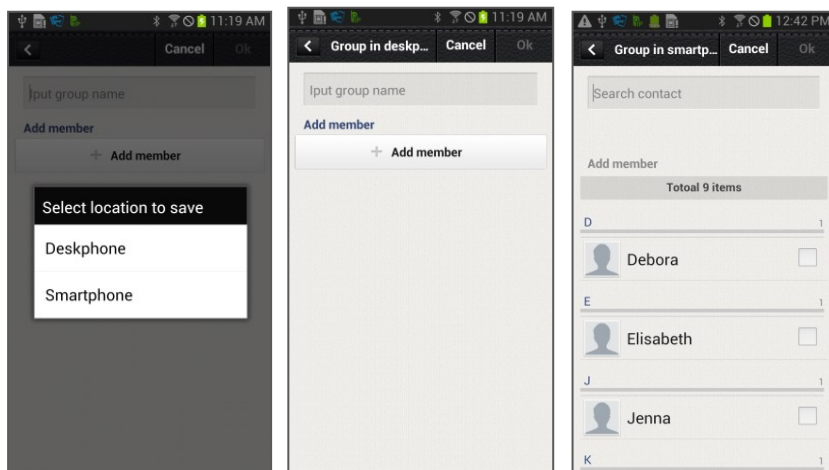 11:19 AM
Cancel Ok
Iput group name
Add member
Add member
Select location to save
Deskphone
Smartphone
11:19 AM
Group in deskp... Cancel Ok
Iput group name
Add member
Add member
12:42 PM
Group in smartp... Cancel Ok
Search contact
Add member
Totoal 9 items
D 1
Debora
E 1
Elisabeth
J 1
Jenna
K 1